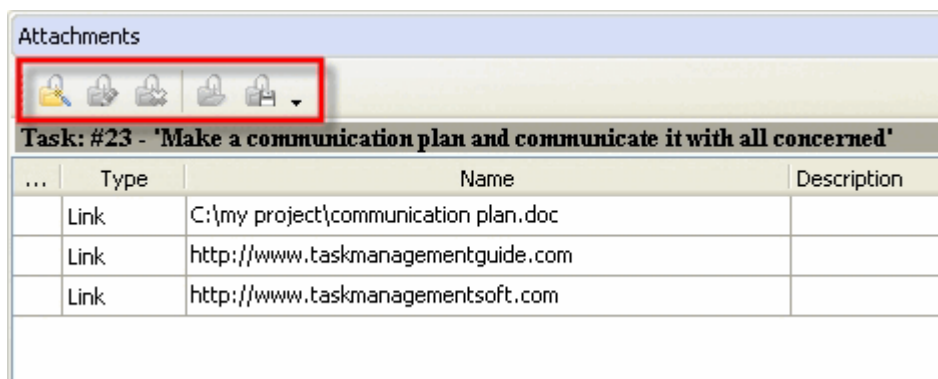 Attachments
Task: #23 - 'Make a communication plan and communicate it with all concerned'
... Type Name Description
Link C:\my project\communication plan.doc
Link http://www.taskmanagementguide.com
Link http://www.taskmanagementsoft.com